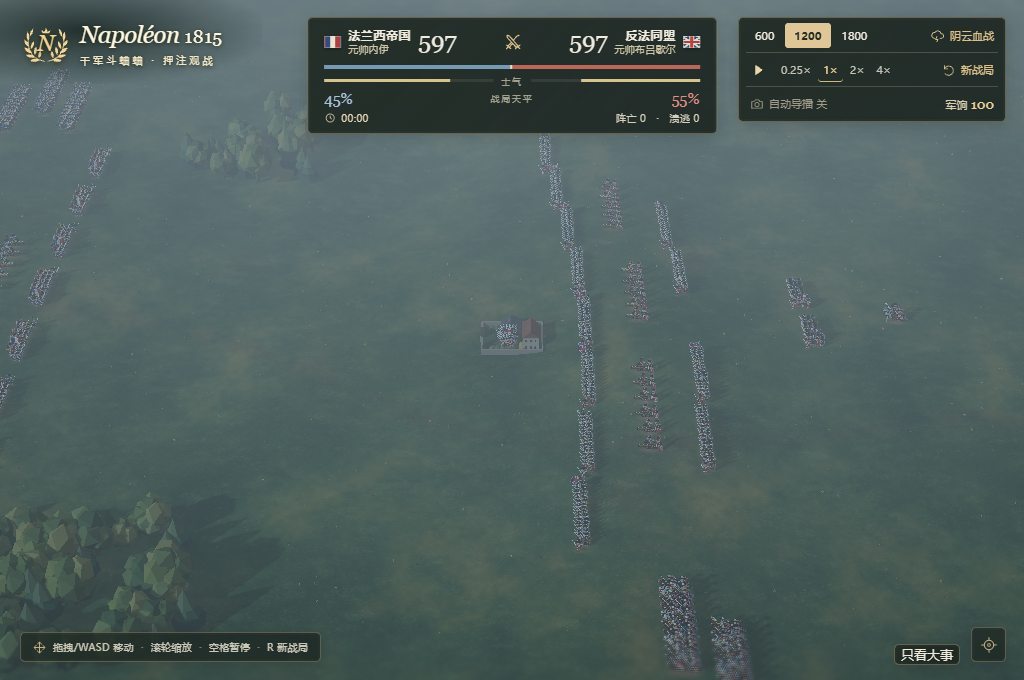 Napoléon 1815
千军斗蛐蛐 · 押注观战
法兰西帝国
元帅内伊
597
597
反法同盟
元帅布吕歇尔
士气
45%
战局天平
55%
00:00
阵亡 0 · 溃逃 0
600 1200 1800
阴云血战
0.25× 1× 2× 4×
新战局
自动导播 关
军饷 100
拖拽/WASD 移动 · 滚轮缩放 · 空格暂停 · R 新战局
只看大事